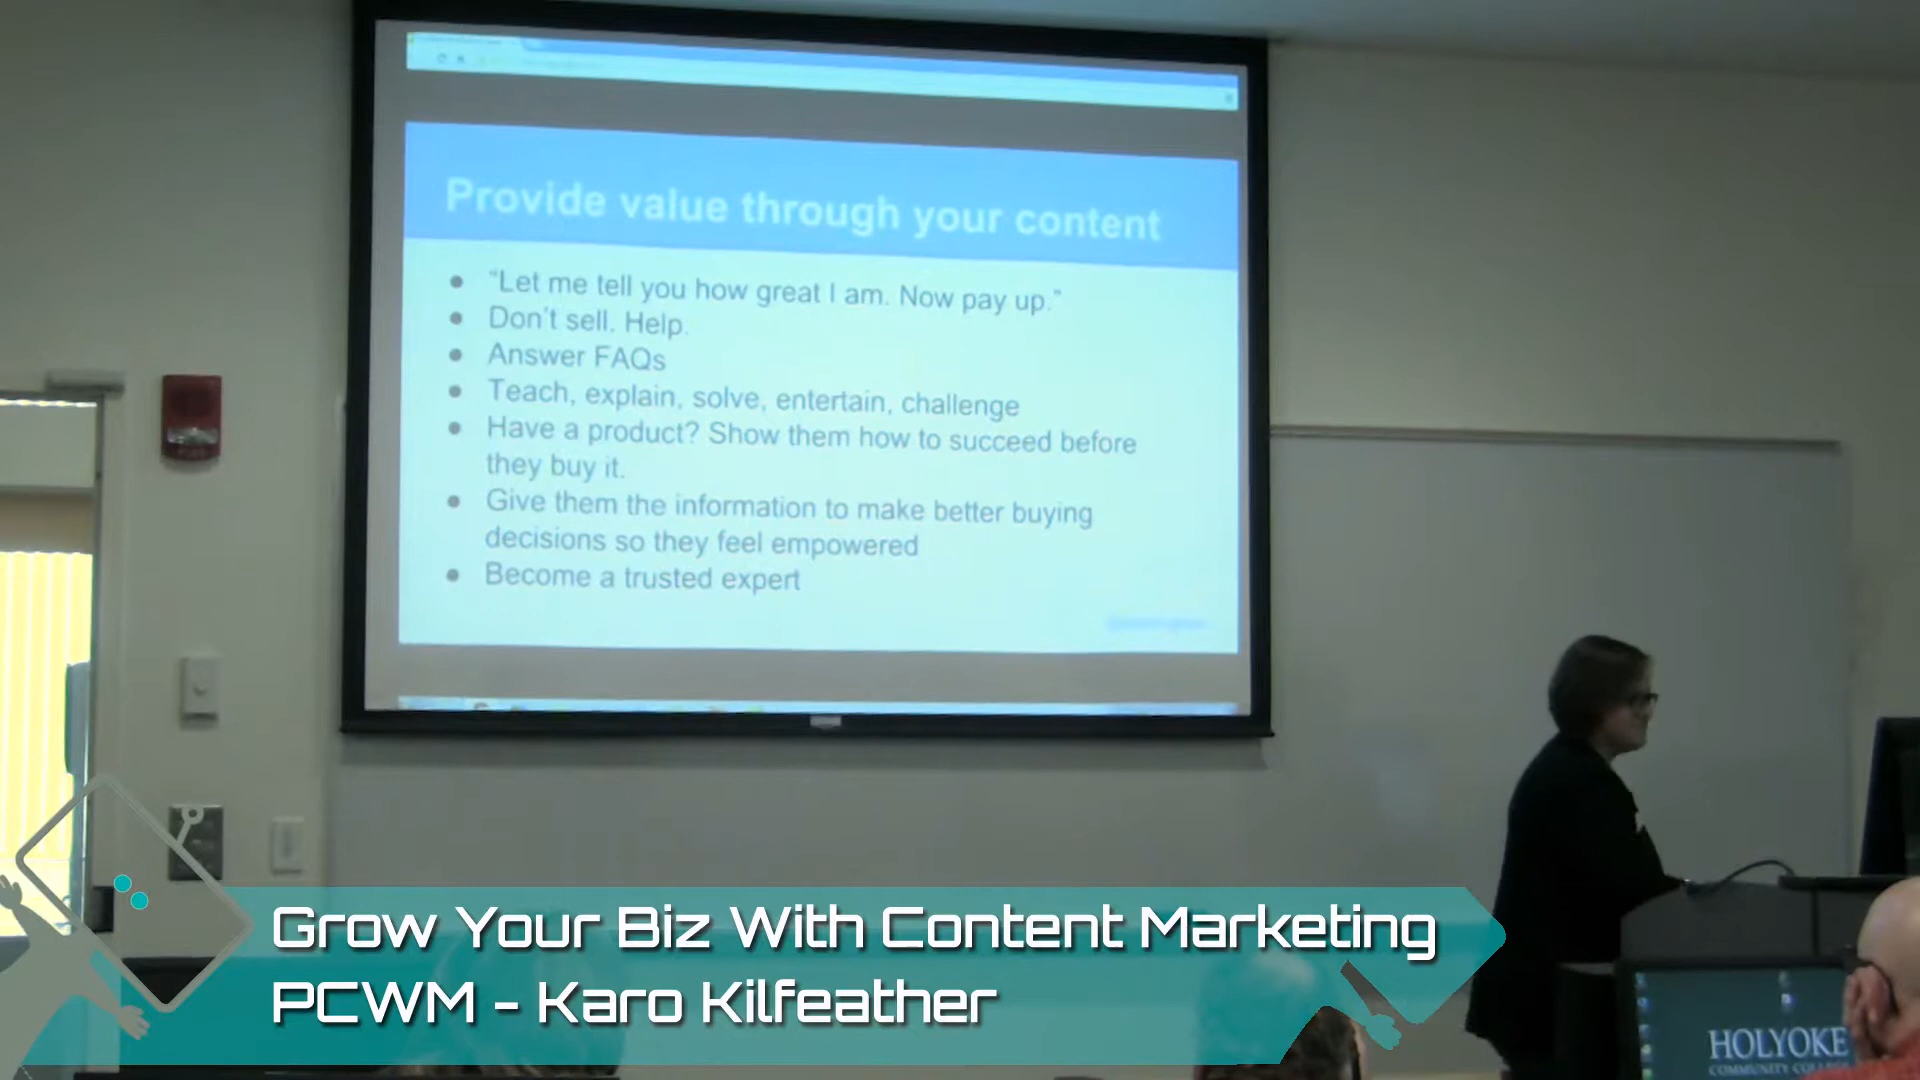 Provide value through your content
● "Let me tell you how great I am. Now pay up."
● Don't sell. Help.
● Answer FAQs
● Teach, explain, solve, entertain, challenge
● Have a product? Show them how to succeed before
they buy it.
● Give them the information to make better buying
decisions so they feel empowered
● Become a trusted expert
Grow Your Biz With Content Marketing
PCWM - Karo Kilfeather
HOLYOKE
COMMUNITY